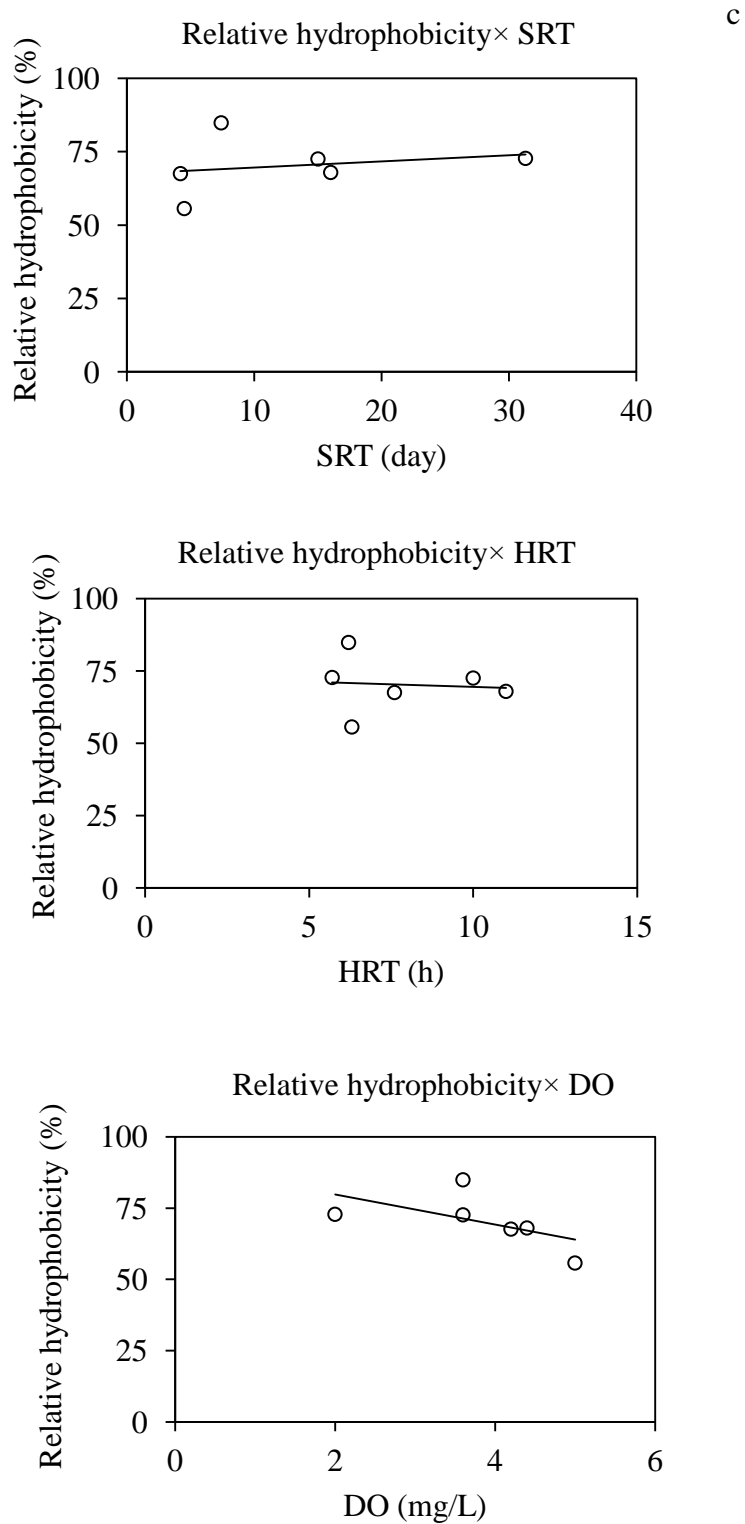 c
Relative hydrophobicity× SRT
Relative hydrophobicity (%)
100
75
50
25
0
0 10 20 30 40
SRT (day)
Relative hydrophobicity× HRT
Relative hydrophobicity (%)
100
75
50
25
0
0 5 10 15
HRT (h)
Relative hydrophobicity× DO
Relative hydrophobicity (%)
100
75
50
25
0
0 2 4 6
DO (mg/L)